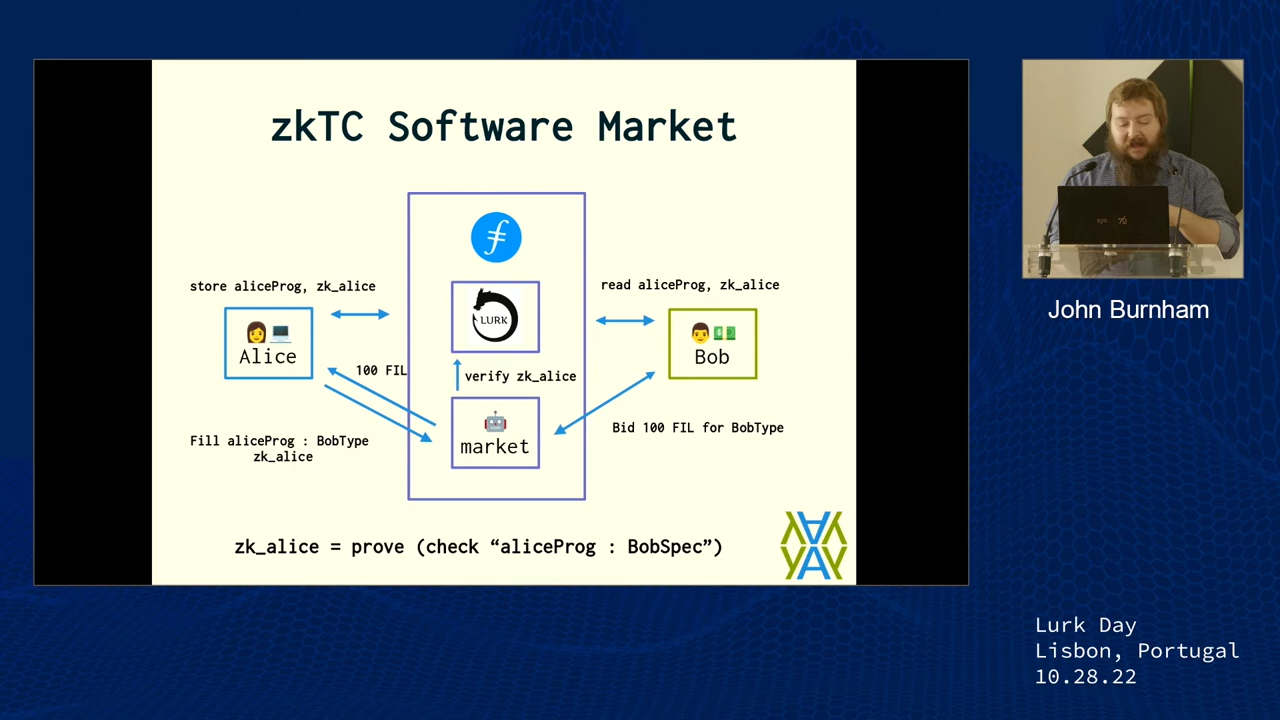 zkTC Software Market
store aliceProg, zk_alice
read aliceProg, zk_alice
LURK
Alice
Bob
100 FIL
verify zk_alice
market
Fill aliceProg : BobType
zk_alice
Bid 100 FIL for BobType
zk_alice = prove (check “aliceProg : BobSpec”)
John Burnham
Lurk Day
Lisbon, Portugal
10.28.22